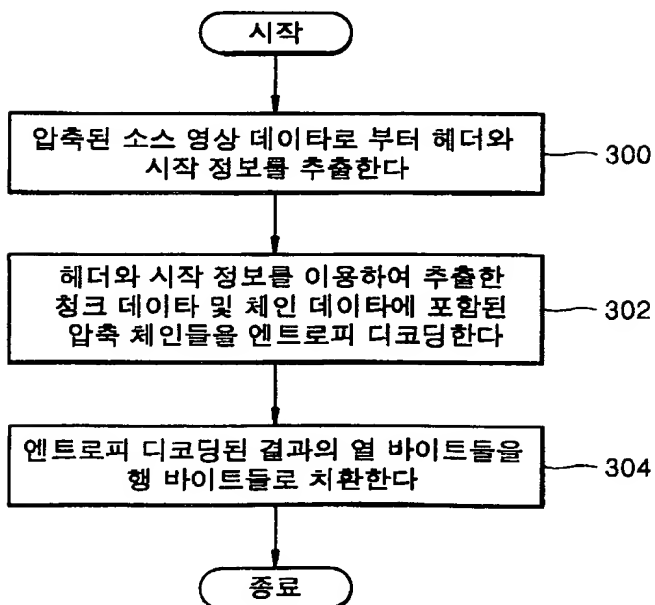 시작
압축된 소스 영상 데이타로 부터 헤더와
시작 정보를 추출한다
300
헤더와 시작 정보를 이용하여 추출한
청크 데이타 및 체인 데이타에 포함된
압축 체인들을 엔트로피 디코딩한다
302
엔트로피 디코딩된 결과의 열 바이트들을
행 바이트들로 치환한다
304
종료